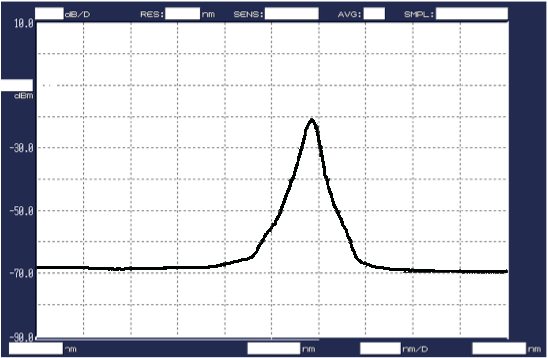 dB/D RES: nm SENS: AVG: SMPL:
10.0
dBm
-30.0
-50.0
-70.0
-90.0
nm nm nm/D nm